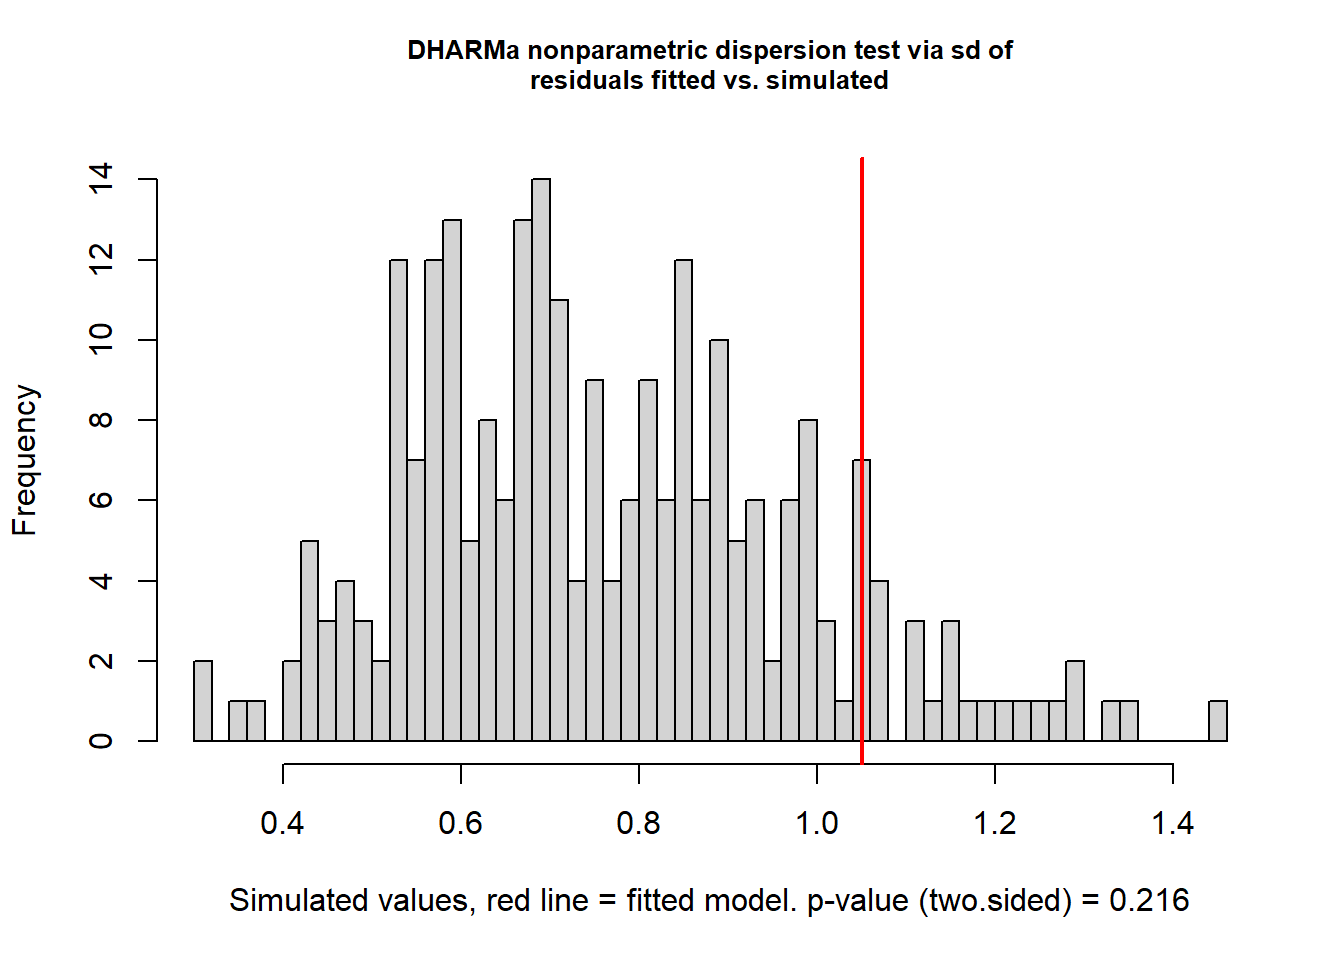 DHARMa nonparametric dispersion test via sd of
residuals fitted vs. simulated
Frequency
14
12
10
8
6
4
2
0
0.4 0.6 0.8 1.0 1.2 1.4
Simulated values, red line = fitted model. p-value (two.sided) = 0.216